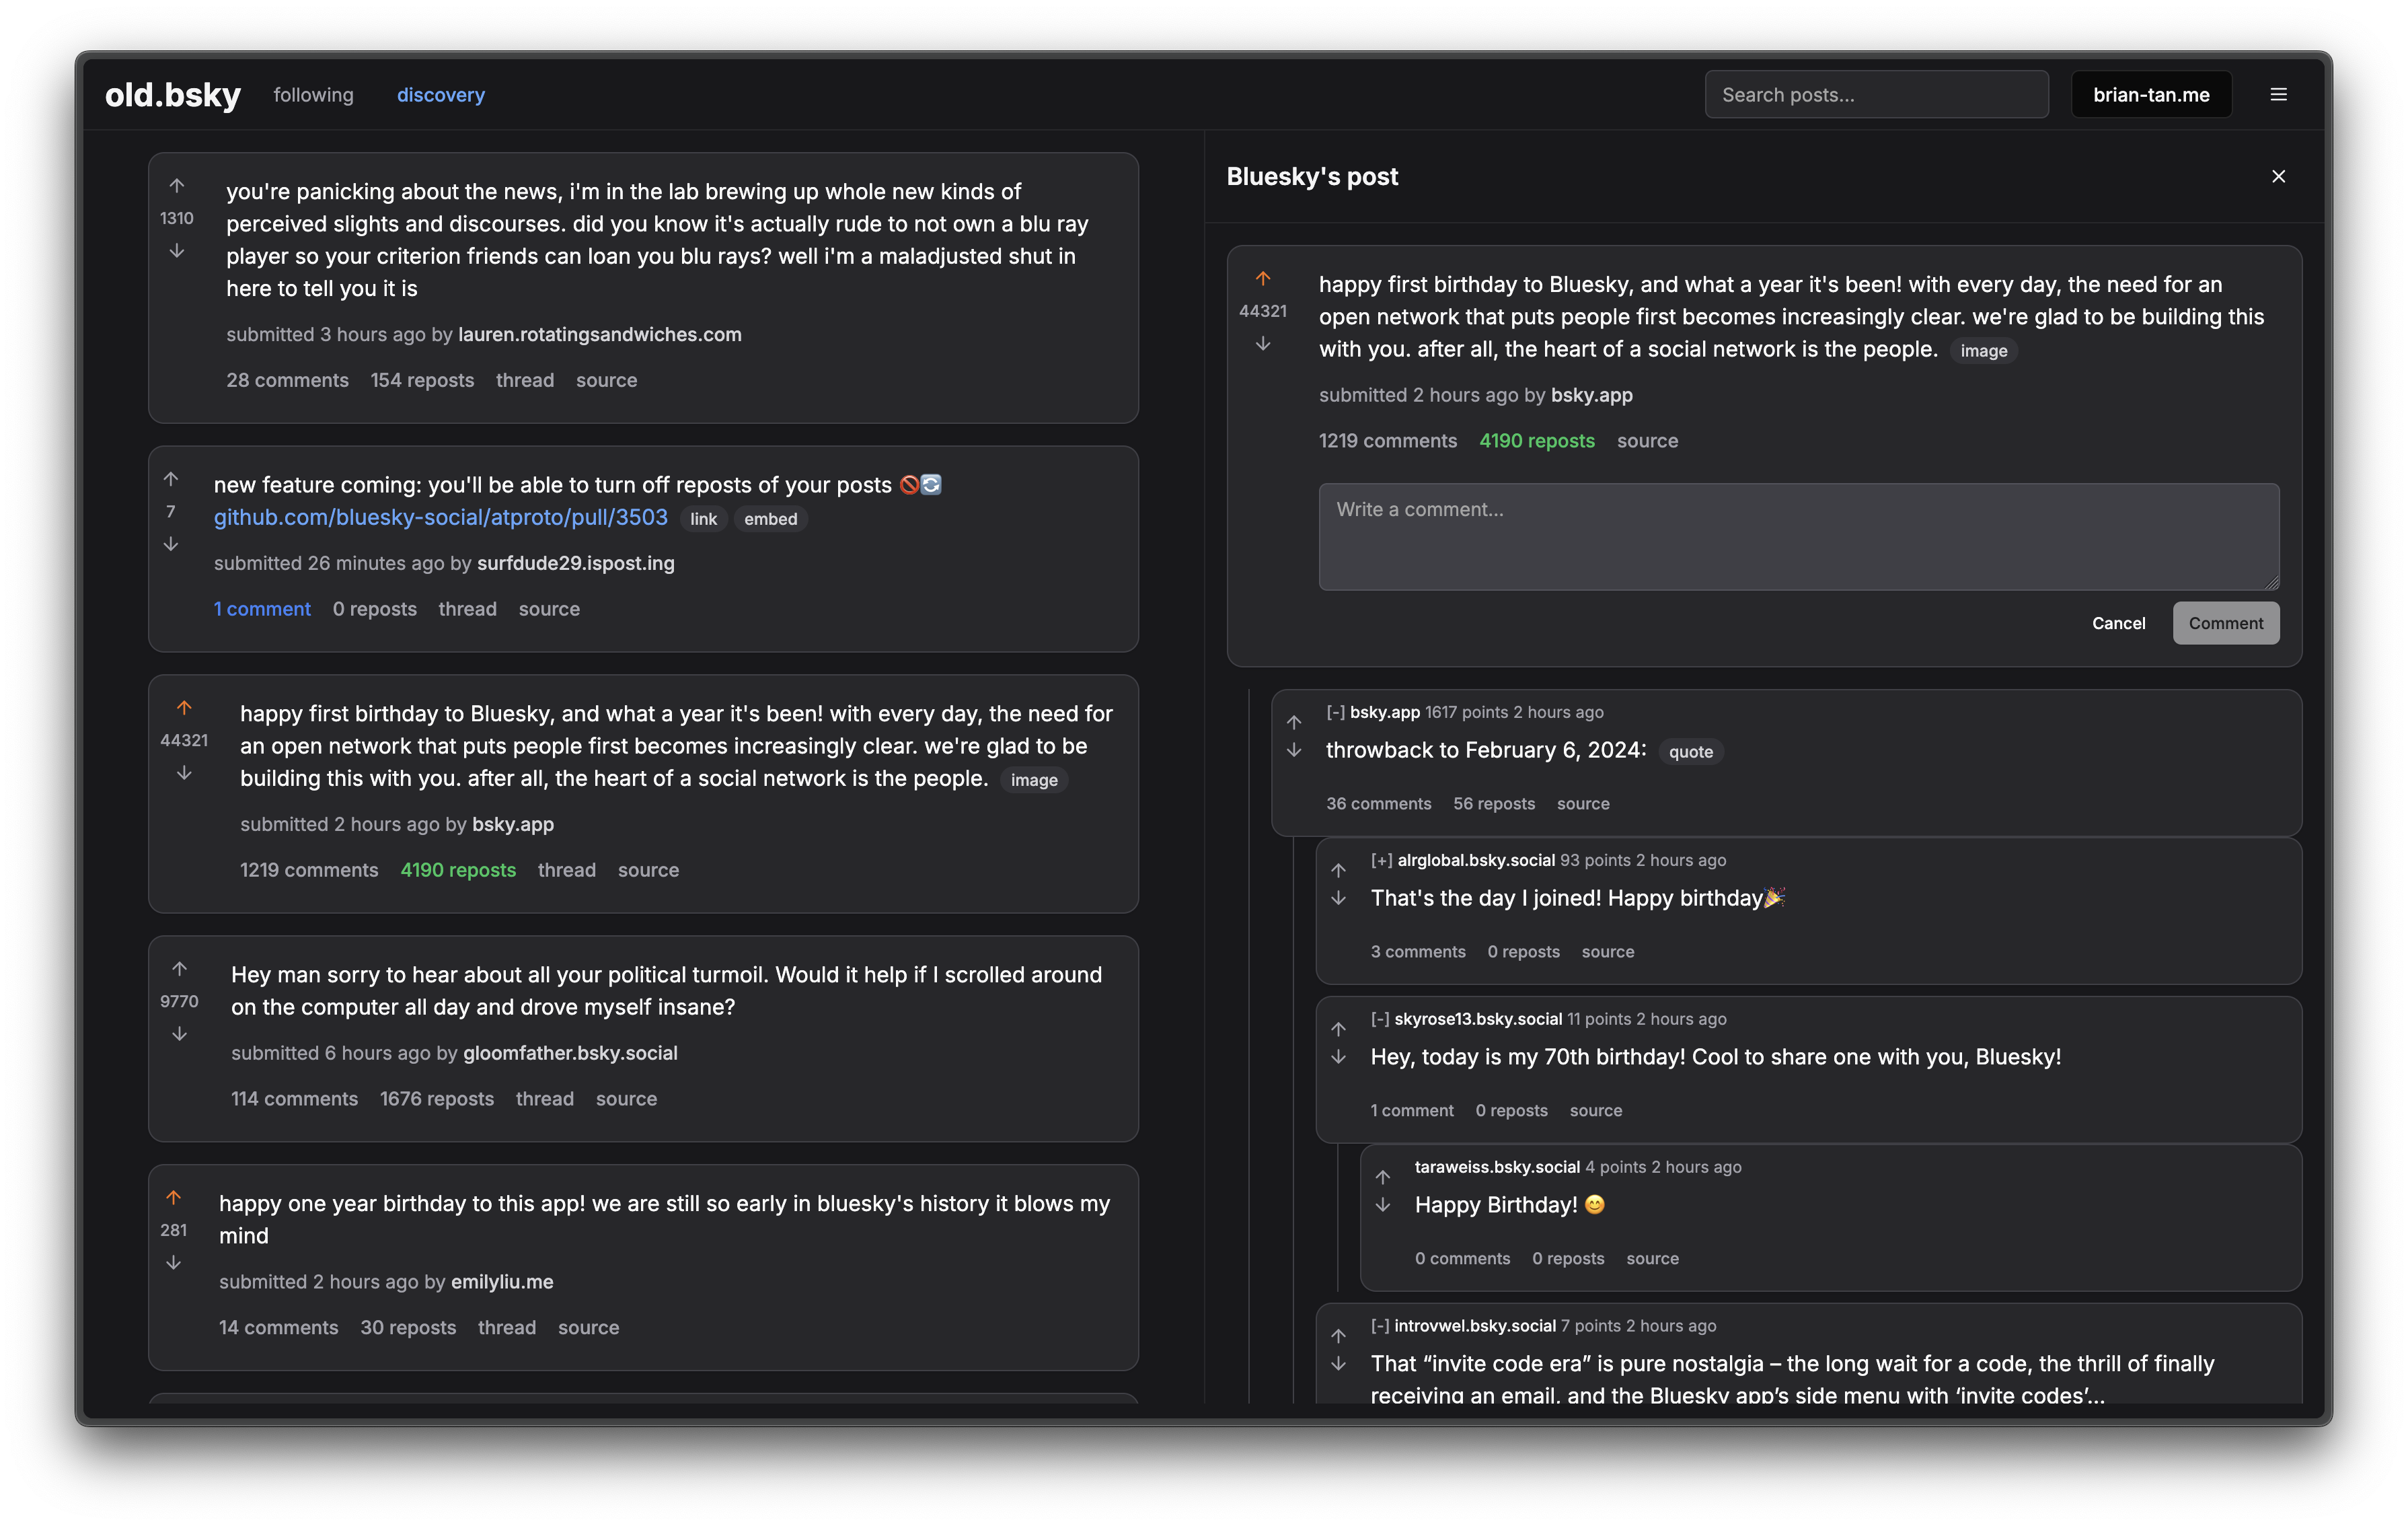 old.bsky following discovery Search posts... brian-tan.me
1310
you're panicking about the news, i'm in the lab brewing up whole new kinds of
perceived slights and discourses. did you know it's actually rude to not own a blu ray
player so your criterion friends can loan you blu rays? well i'm a maladjusted shut in
here to tell you it is
submitted 3 hours ago by lauren.rotatingsandwiches.com
28 comments 154 reposts thread source
7
new feature coming: you'll be able to turn off reposts of your posts 🚫🔄
github.com/bluesky-social/atproto/pull/3503 link embed
submitted 26 minutes ago by surfdude29.ispost.ing
1 comment 0 reposts thread source
44321
happy first birthday to Bluesky, and what a year it's been! with every day, the need for
an open network that puts people first becomes increasingly clear. we're glad to be
building this with you. after all, the heart of a social network is the people. image
submitted 2 hours ago by bsky.app
1219 comments 4190 reposts thread source
9770
Hey man sorry to hear about all your political turmoil. Would it help if I scrolled around
on the computer all day and drove myself insane?
submitted 6 hours ago by gloomfather.bsky.social
114 comments 1676 reposts thread source
281
happy one year birthday to this app! we are still so early in bluesky's history it blows my
mind
submitted 2 hours ago by emilyliu.me
14 comments 30 reposts thread source
Bluesky's post
44321
happy first birthday to Bluesky, and what a year it's been! with every day, the need for an
open network that puts people first becomes increasingly clear. we're glad to be building this
with you. after all, the heart of a social network is the people. image
submitted 2 hours ago by bsky.app
1219 comments 4190 reposts source
Write a comment...
Cancel Comment
[-] bsky.app 1617 points 2 hours ago
throwback to February 6, 2024: quote
36 comments 56 reposts source
[+] alrglobal.bsky.social 93 points 2 hours ago
That's the day I joined! Happy birthday🎉
3 comments 0 reposts source
[-] skyrose13.bsky.social 11 points 2 hours ago
Hey, today is my 70th birthday! Cool to share one with you, Bluesky!
1 comment 0 reposts source
taraweiss.bsky.social 4 points 2 hours ago
Happy Birthday! 😊
0 comments 0 reposts source
[-] introvwel.bsky.social 7 points 2 hours ago
That “invite code era” is pure nostalgia – the long wait for a code, the thrill of finally
receiving an email, and the Bluesky app’s side menu with ‘invite codes’...